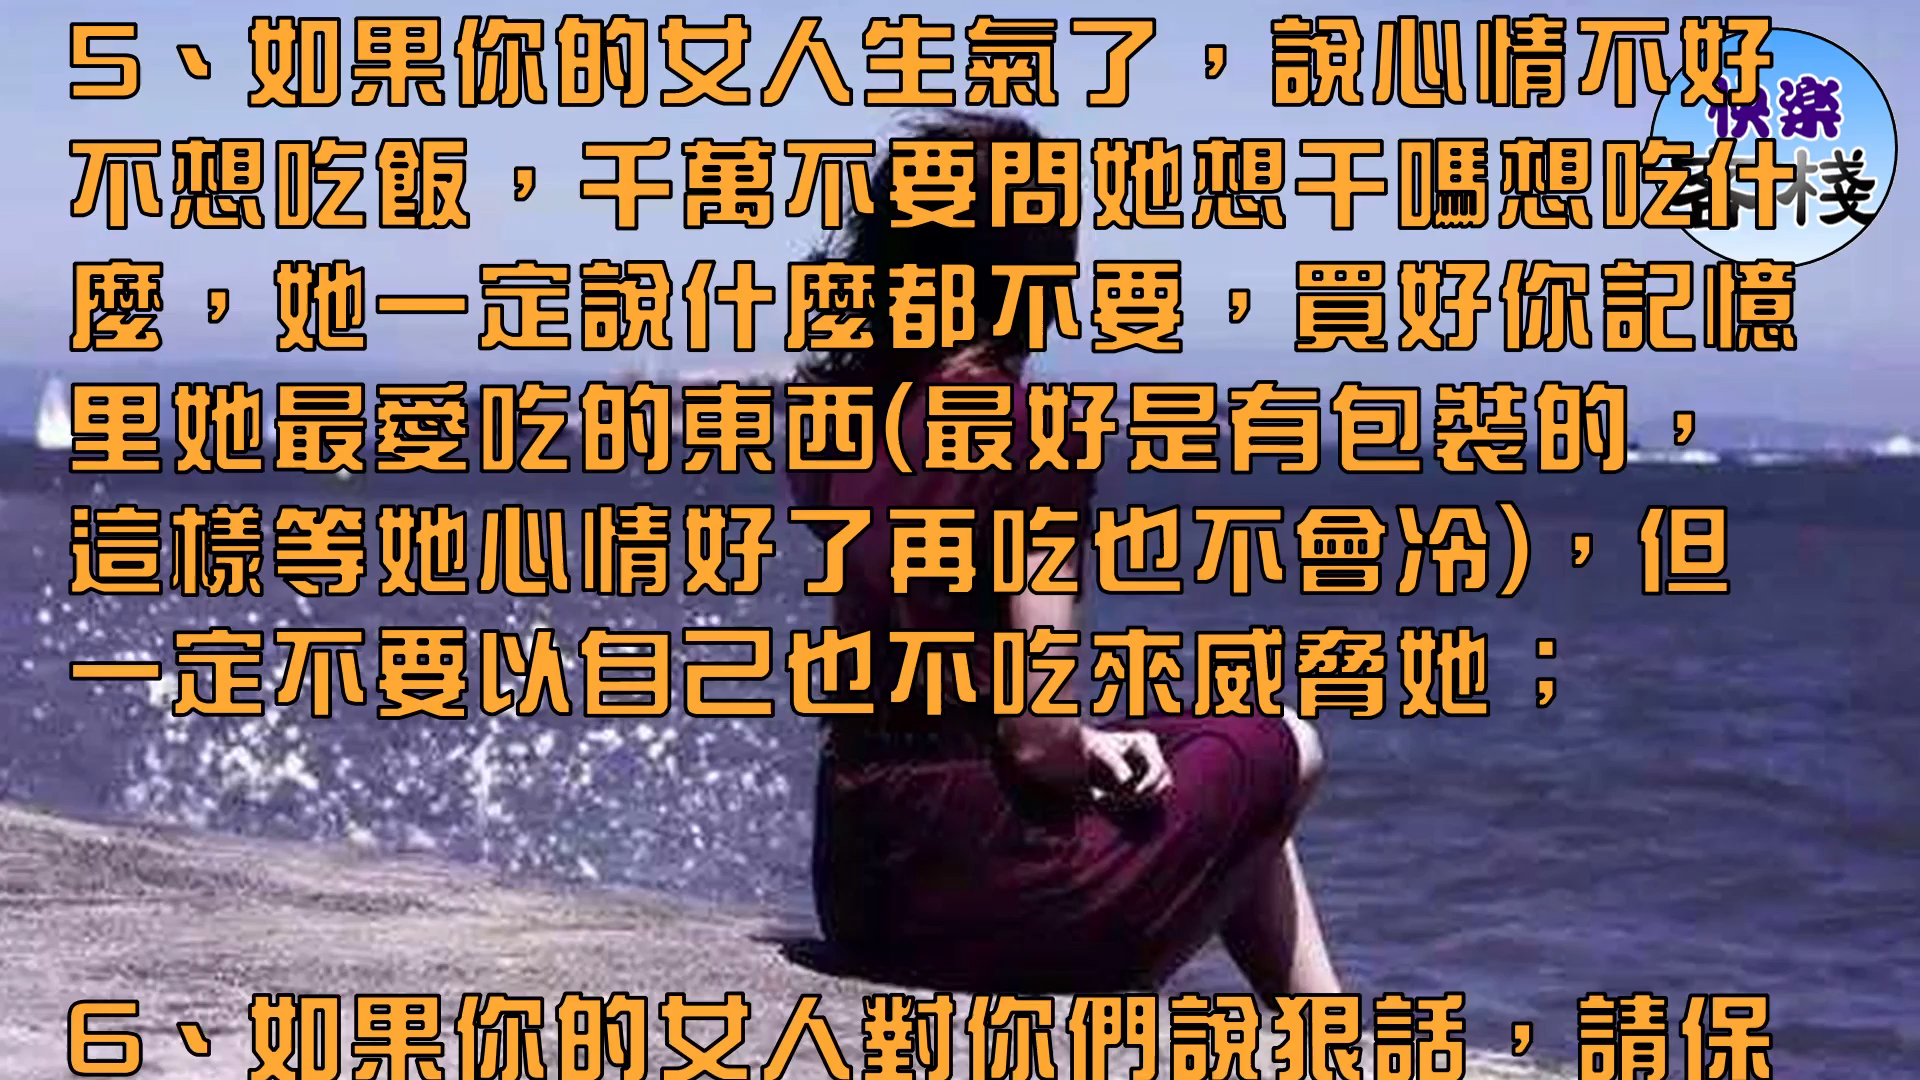 5、如果你的女人生氣了，說心情不好
不想吃飯，千萬不要問她想干嗎想吃什
麼，她一定說什麼都不要，買好你記憶
里她最愛吃的東西(最好是有包裝的，
這樣等她心情好了再吃也不會冷)，但
一定不要以自己也不吃來威脅她；
6、如果你的女人對你們說狠話，請保
快樂
客棧